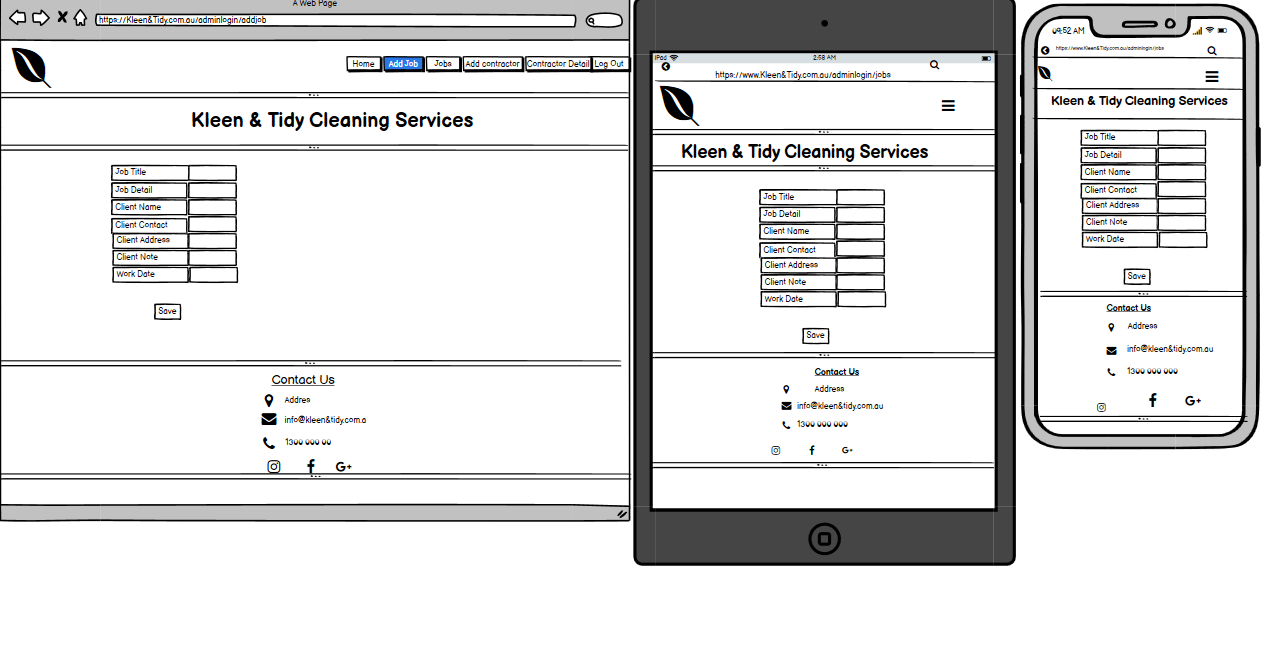 A Web Page
https://Kleen&Tidy.com.au/adminlogin/addjob
Home Add Job Jobs Add contractor Contractor Detail Log Out
Kleen & Tidy Cleaning Services
Job Title
Job Detail
Client Name
Client Contact
Client Address
Client Note
Work Date
Save
Contact Us
Addres
info@kleen&tidy.com.a
1300 000 00
G+
iPad 2:58 AM
https://www.Kleen&Tidy.com.au/adminlogin/jobs
Kleen & Tidy Cleaning Services
Job Title
Job Detail
Client Name
Client Contact
Client Address
Client Note
Work Date
Save
Contact Us
Address
info@kleen&tidy.com.au
1300 000 000
G+
09:52 AM
https://www.Kleen&Tidy.com.au/adminlogin/jobs
Kleen & Tidy Cleaning Services
Job Title
Job Detail
Client Name
Client Contact
Client Address
Client Note
Work Date
Save
Contact Us
Address
info@kleen&tidy.com.au
1300 000 000
G+